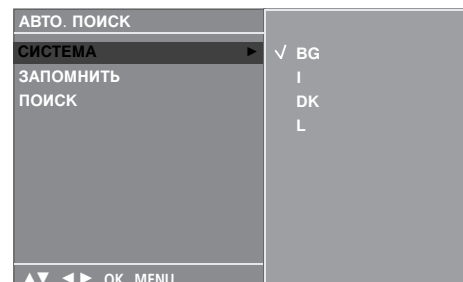 АВТО. ПОИСК
СИСТЕМА ► √ BG
ЗАПОМНИТЬ I
ПОИСК DK
L
▲▼ ◄► OK MENU